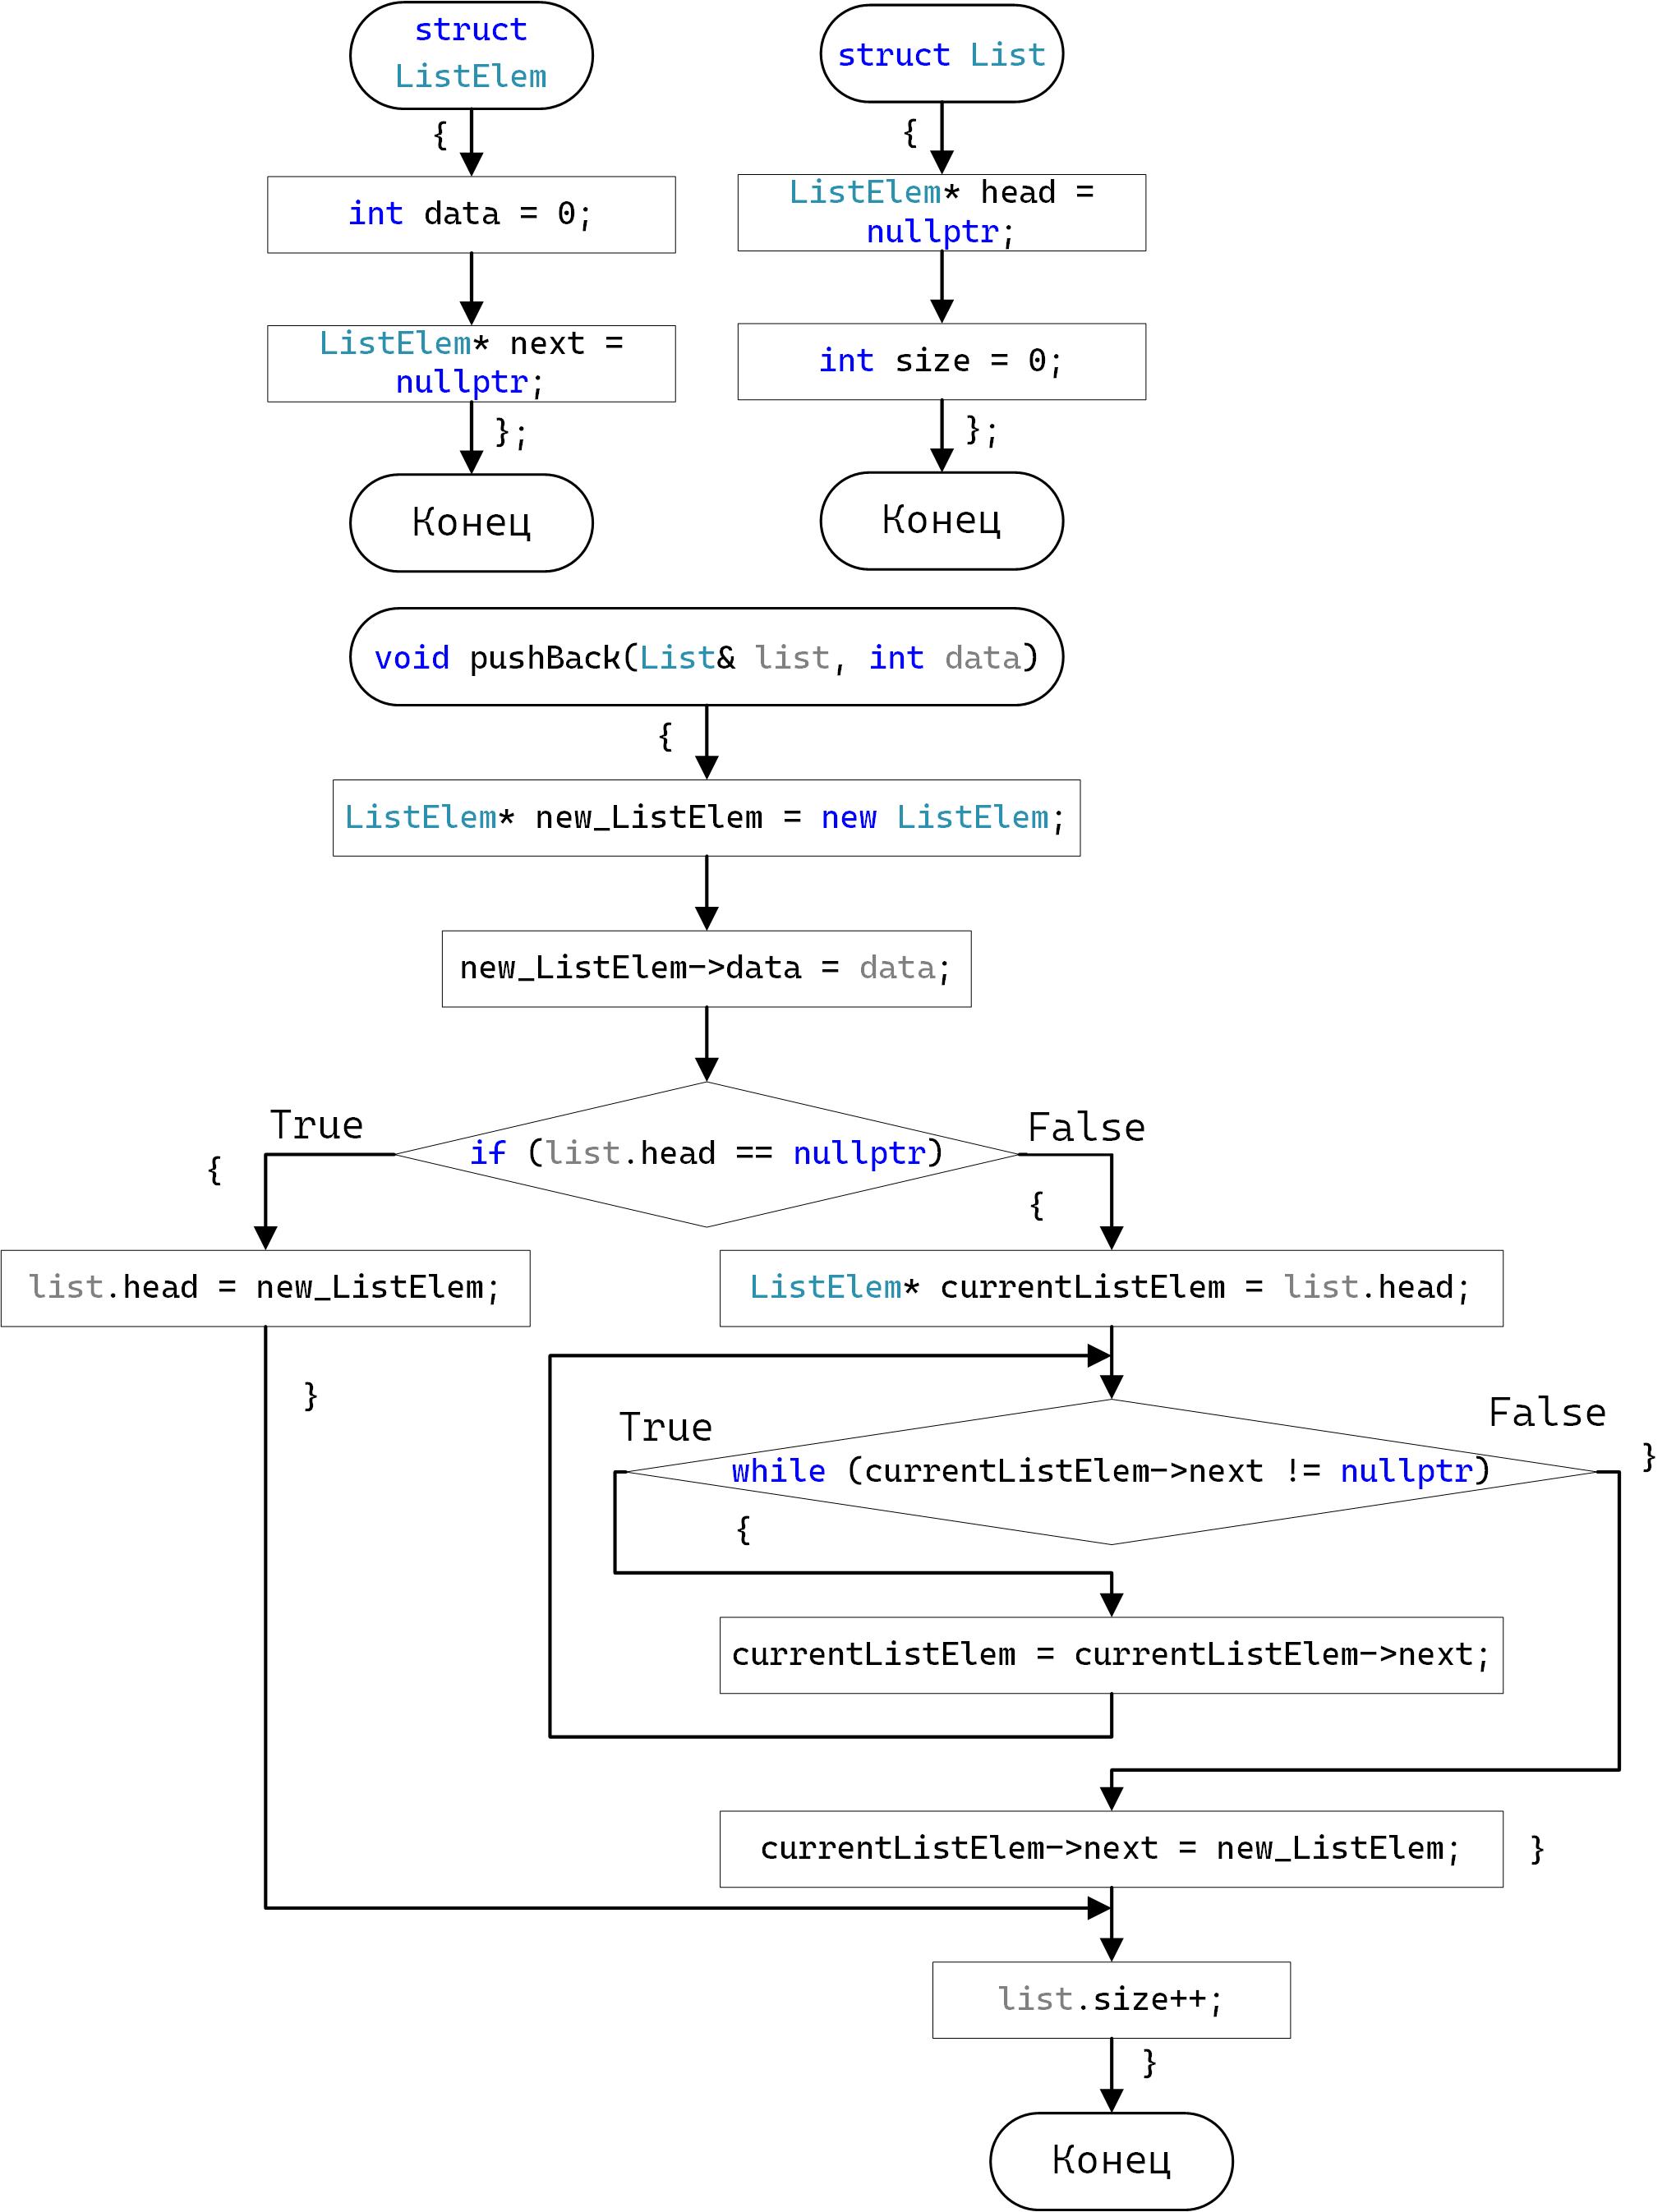 struct
ListElem
{
int data = 0;
ListElem* next =
nullptr;
};
Конец
struct List
{
ListElem* head =
nullptr;
int size = 0;
};
Конец
void pushBack(List& list, int data)
{
ListElem* new_ListElem = new ListElem;
new_ListElem->data = data;
if (list.head == nullptr)
True
{
list.head = new_ListElem;
}
False
{
ListElem* currentListElem = list.head;
while (currentListElem->next != nullptr)
True
{
currentListElem = currentListElem->next;
False
}
currentListElem->next = new_ListElem;
}
list.size++;
}
Конец